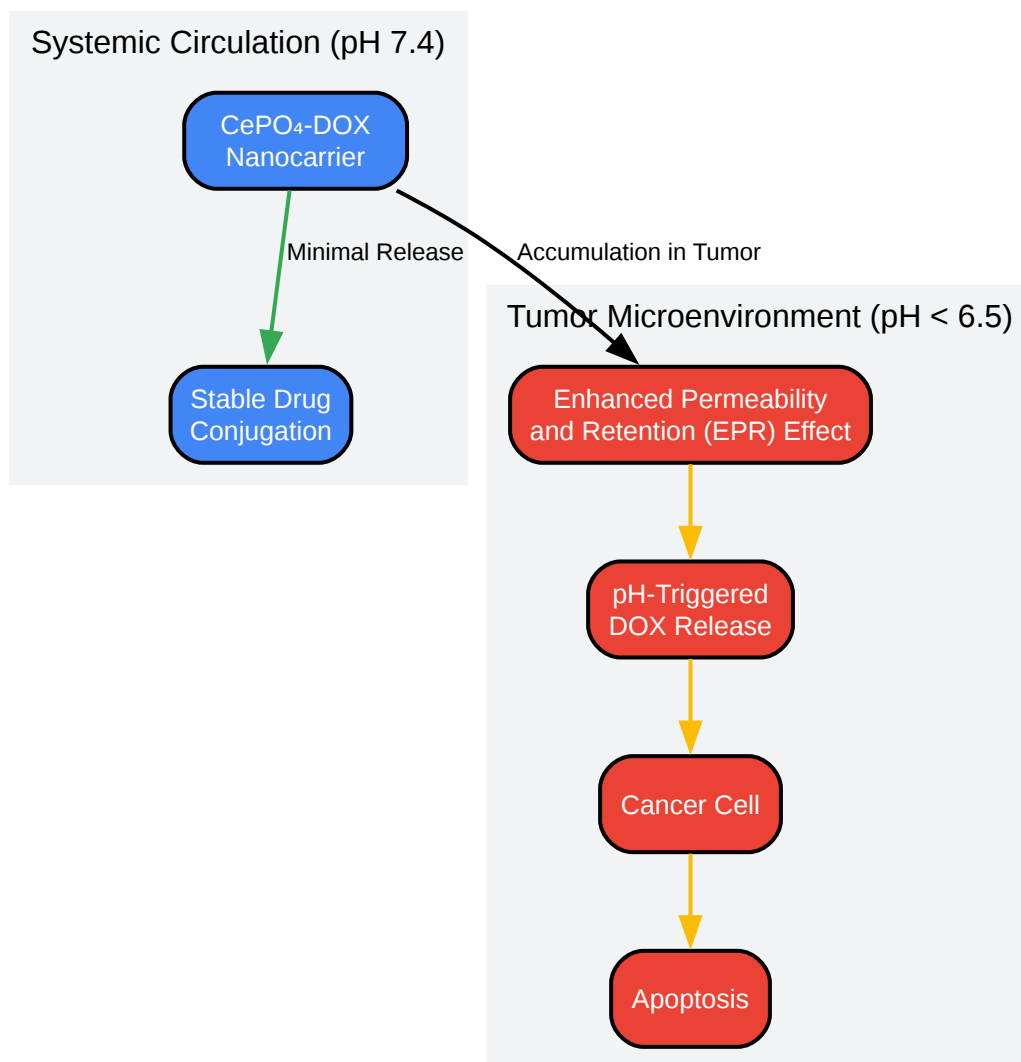 Systemic Circulation (pH 7.4)
CePO₄-DOX
Nanocarrier
Minimal Release
Accumulation in Tumor
Tumor Microenvironment (pH < 6.5)
Stable Drug
Conjugation
Enhanced Permeability
and Retention (EPR) Effect
pH-Triggered
DOX Release
Cancer Cell
Apoptosis